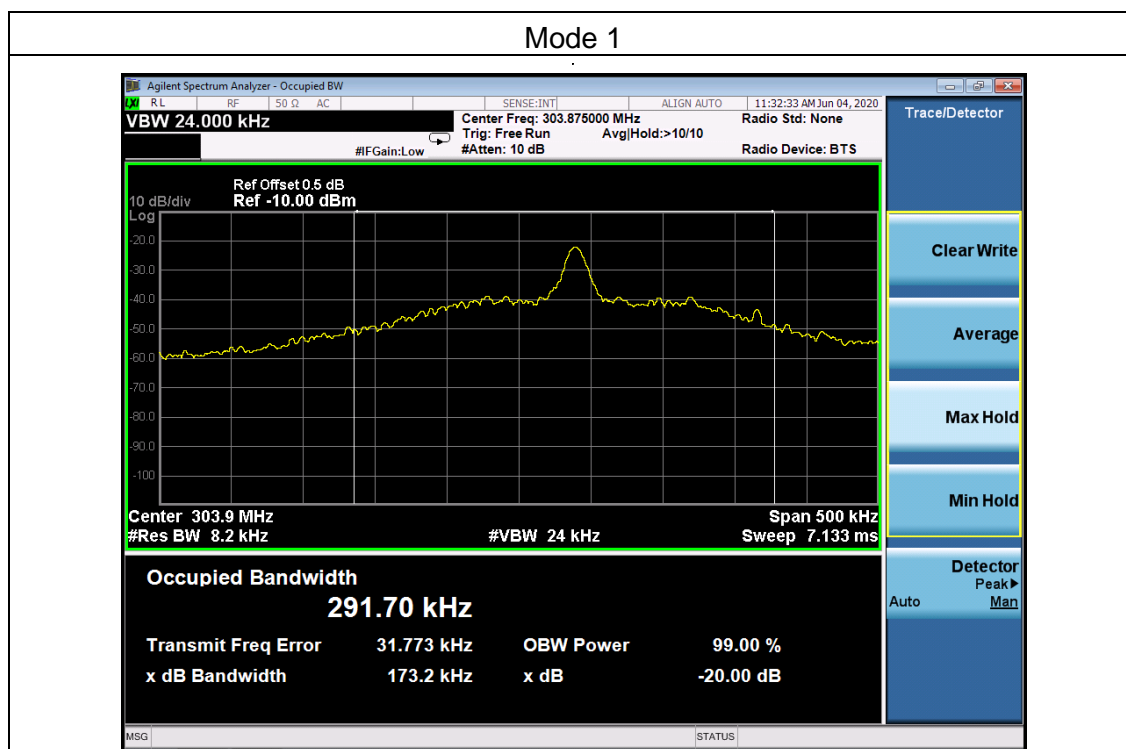 Mode 1
Agilent Spectrum Analyzer - Occupied BW
LXI RL RF 50 Ω AC SENSE:INT ALIGN AUTO 11:32:33 AM Jun 04, 2020
VBW 24.000 kHz
Center Freq: 303.875000 MHz Radio Std: None
Trig: Free Run Avg|Hold:>10/10
#IFGain:Low #Atten: 10 dB Radio Device: BTS
Ref Offset 0.5 dB
10 dB/div Ref -10.00 dBm
Log
-20.0
-30.0
-40.0
-50.0
-60.0
-70.0
-80.0
-90.0
-100
Center 303.9 MHz Span 500 kHz
#Res BW 8.2 kHz #VBW 24 kHz Sweep 7.133 ms
Occupied Bandwidth
291.70 kHz
Transmit Freq Error 31.773 kHz OBW Power 99.00 %
x dB Bandwidth 173.2 kHz x dB -20.00 dB
MSG STATUS
Trace/Detector
Clear Write
Average
Max Hold
Min Hold
Detector
Peak▶
Auto Man